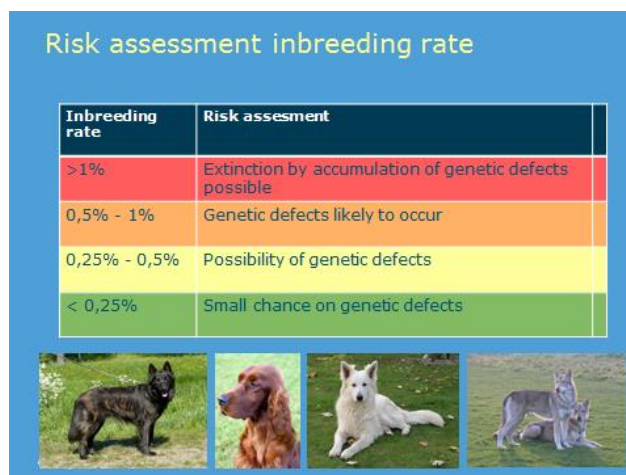 Risk assessment inbreeding rate
Inbreeding
rate
Risk assesment
>1%
Extinction by accumulation of genetic defects
possible
0,5% - 1%
Genetic defects likely to occur
0,25% - 0,5%
Possibility of genetic defects
< 0,25%
Small chance on genetic defects